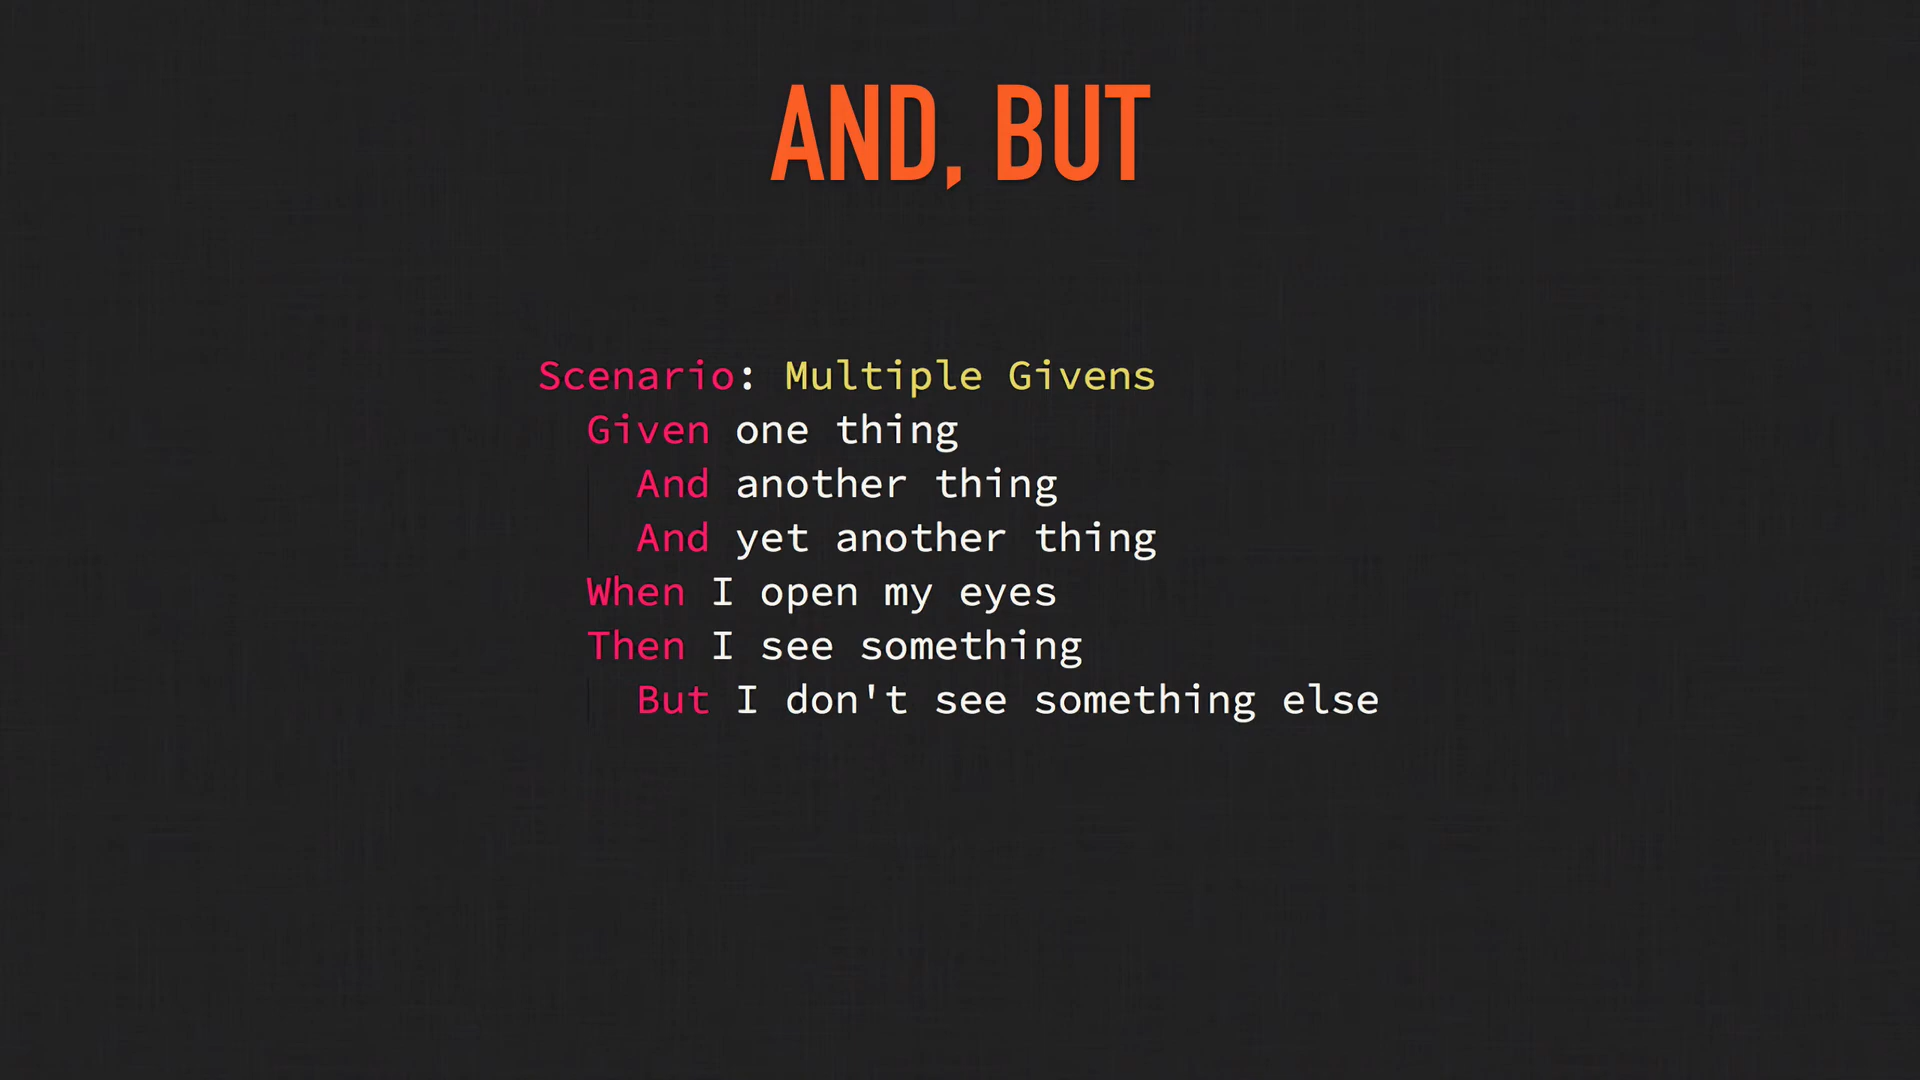 AND, BUT
Scenario: Multiple Givens
Given one thing
And another thing
And yet another thing
When I open my eyes
Then I see something
But I don't see something else